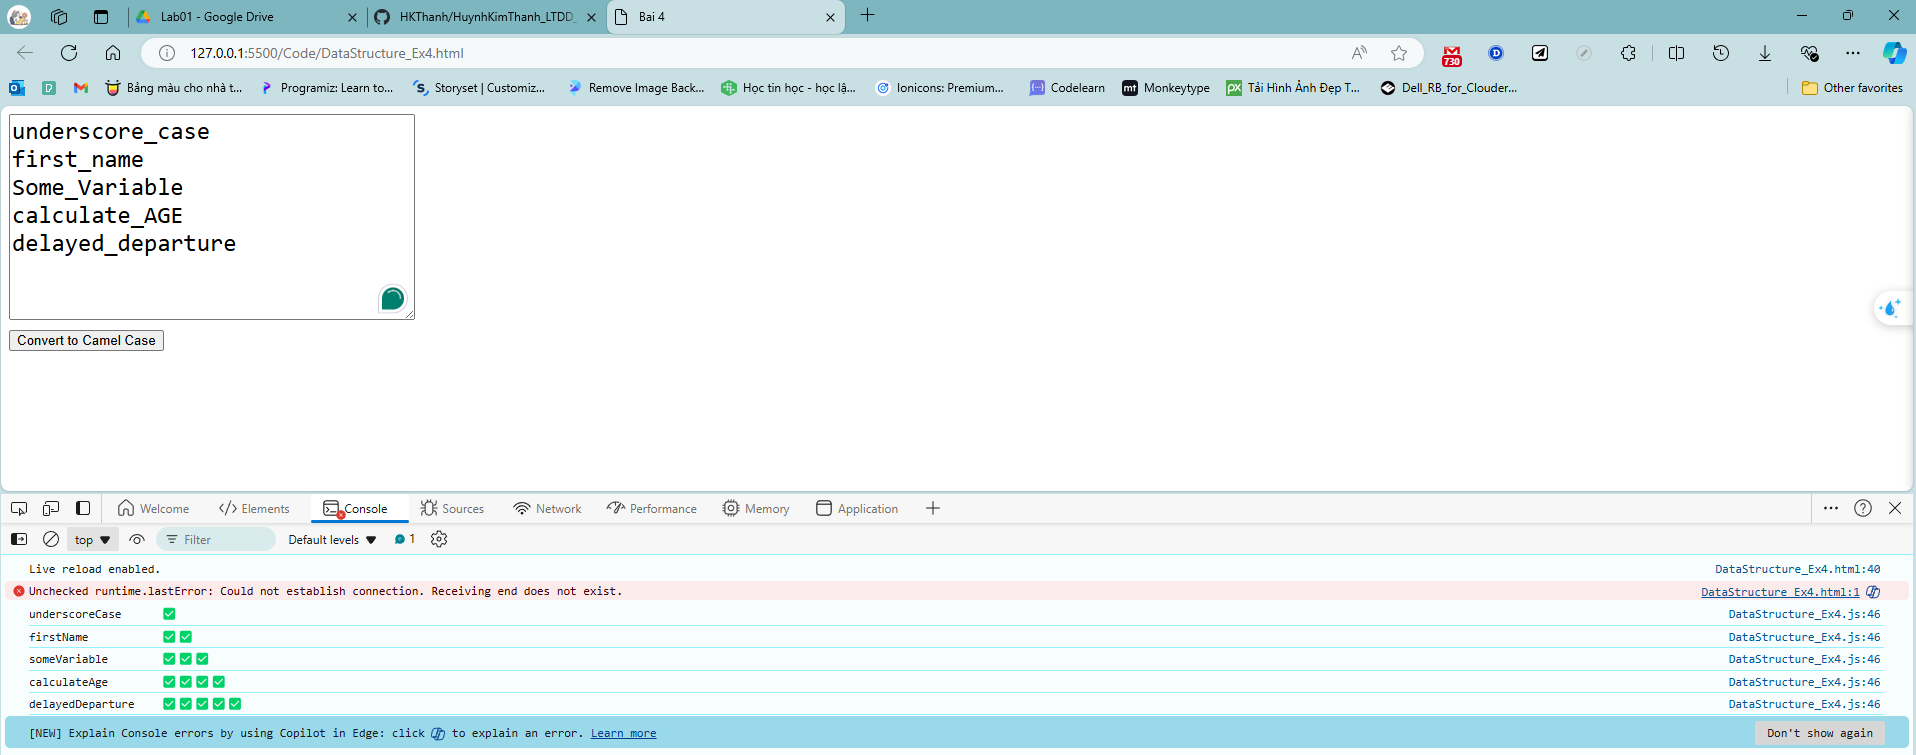 Lab01 - Google Drive
HKThanh/HuynhKimThanh_LTDD_
Bai 4
127.0.0.1:5500/Code/DataStructure_Ex4.html
730
Bảng màu cho nhà t...
Programiz: Learn to...
Storyset | Customiz...
Remove Image Back...
Học tin học - học lậ...
Ionicons: Premium...
Codelearn
mt Monkeytype
px Tải Hình Ảnh Đẹp T...
Dell_RB_for_Clouder...
Other favorites
underscore_case
first_name
Some_Variable
calculate_AGE
delayed_departure
Convert to Camel Case
Welcome
Elements
Console
Sources
Network
Performance
Memory
Application
top
Filter
Default levels
1
Live reload enabled. DataStructure_Ex4.html:40
Unchecked runtime.lastError: Could not establish connection. Receiving end does not exist. DataStructure_Ex4.html:1
underscoreCase ✅ DataStructure_Ex4.js:46
firstName ✅✅ DataStructure_Ex4.js:46
someVariable ✅✅✅ DataStructure_Ex4.js:46
calculateAge ✅✅✅✅ DataStructure_Ex4.js:46
delayedDeparture ✅✅✅✅✅ DataStructure_Ex4.js:46
[NEW] Explain Console errors by using Copilot in Edge: click to explain an error. Learn more
Don't show again